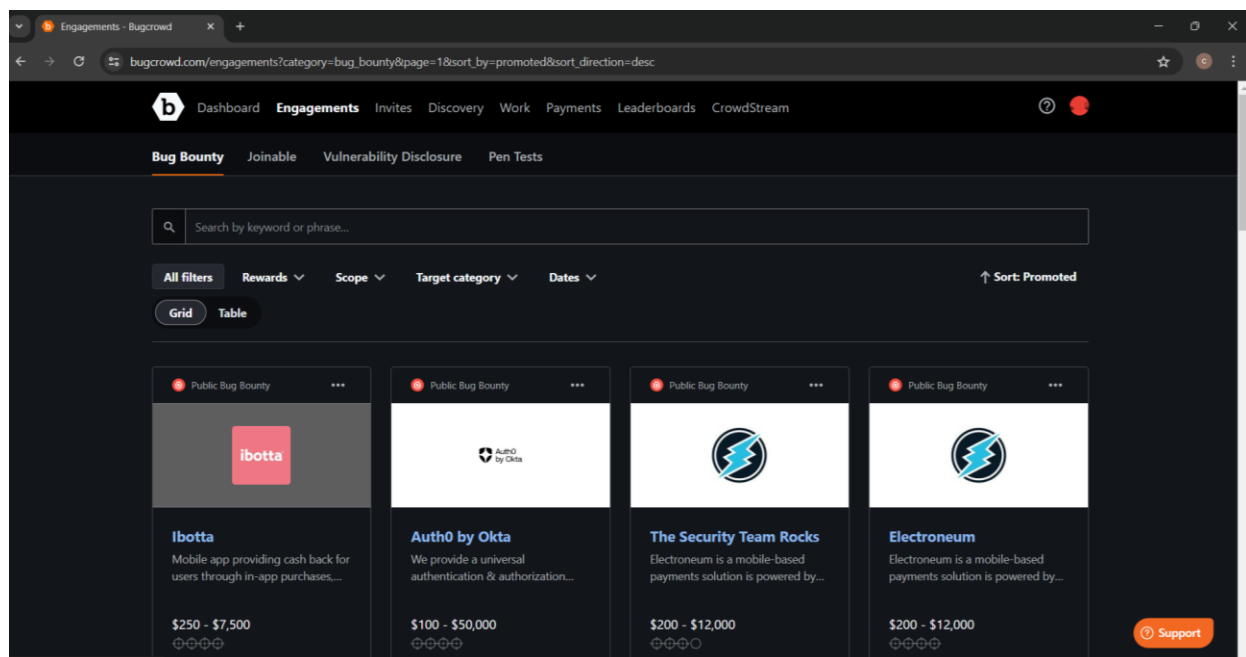 Engagements - Bugcrowd
bugcrowd.com/engagements?category=bug_bounty&page=1&sort_by=promoted&sort_direction=desc
C
b Dashboard Engagements Invites Discovery Work Payments Leaderboards CrowdStream
Bug Bounty Joinable Vulnerability Disclosure Pen Tests
Search by keyword or phrase...
All filters Rewards Scope Target category Dates Sort: Promoted
Grid Table
Public Bug Bounty
ibotta
Ibotta
Mobile app providing cash back for
users through in-app purchases,...
$250 - $7,500
Public Bug Bounty
Auth0
by Okta
Auth0 by Okta
We provide a universal
authentication & authorization...
$100 - $50,000
Public Bug Bounty
The Security Team Rocks
Electroneum is a mobile-based
payments solution is powered by...
$200 - $12,000
Public Bug Bounty
Electroneum
Electroneum is a mobile-based
payments solution is powered by...
$200 - $12,000
Support